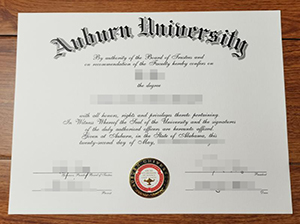 Auburn University
By authority of the Board of Trustees and
on recommendation of the Faculty hereby confers on
the degree
with all honors, rights and privileges thereto pertaining.
In Witness Whereof the Seal of the University and the signatures
of the duly authorized officers are hereunto affixed.
Given at Auburn, in the State of Alabama, this
twenty-second day of May,
President